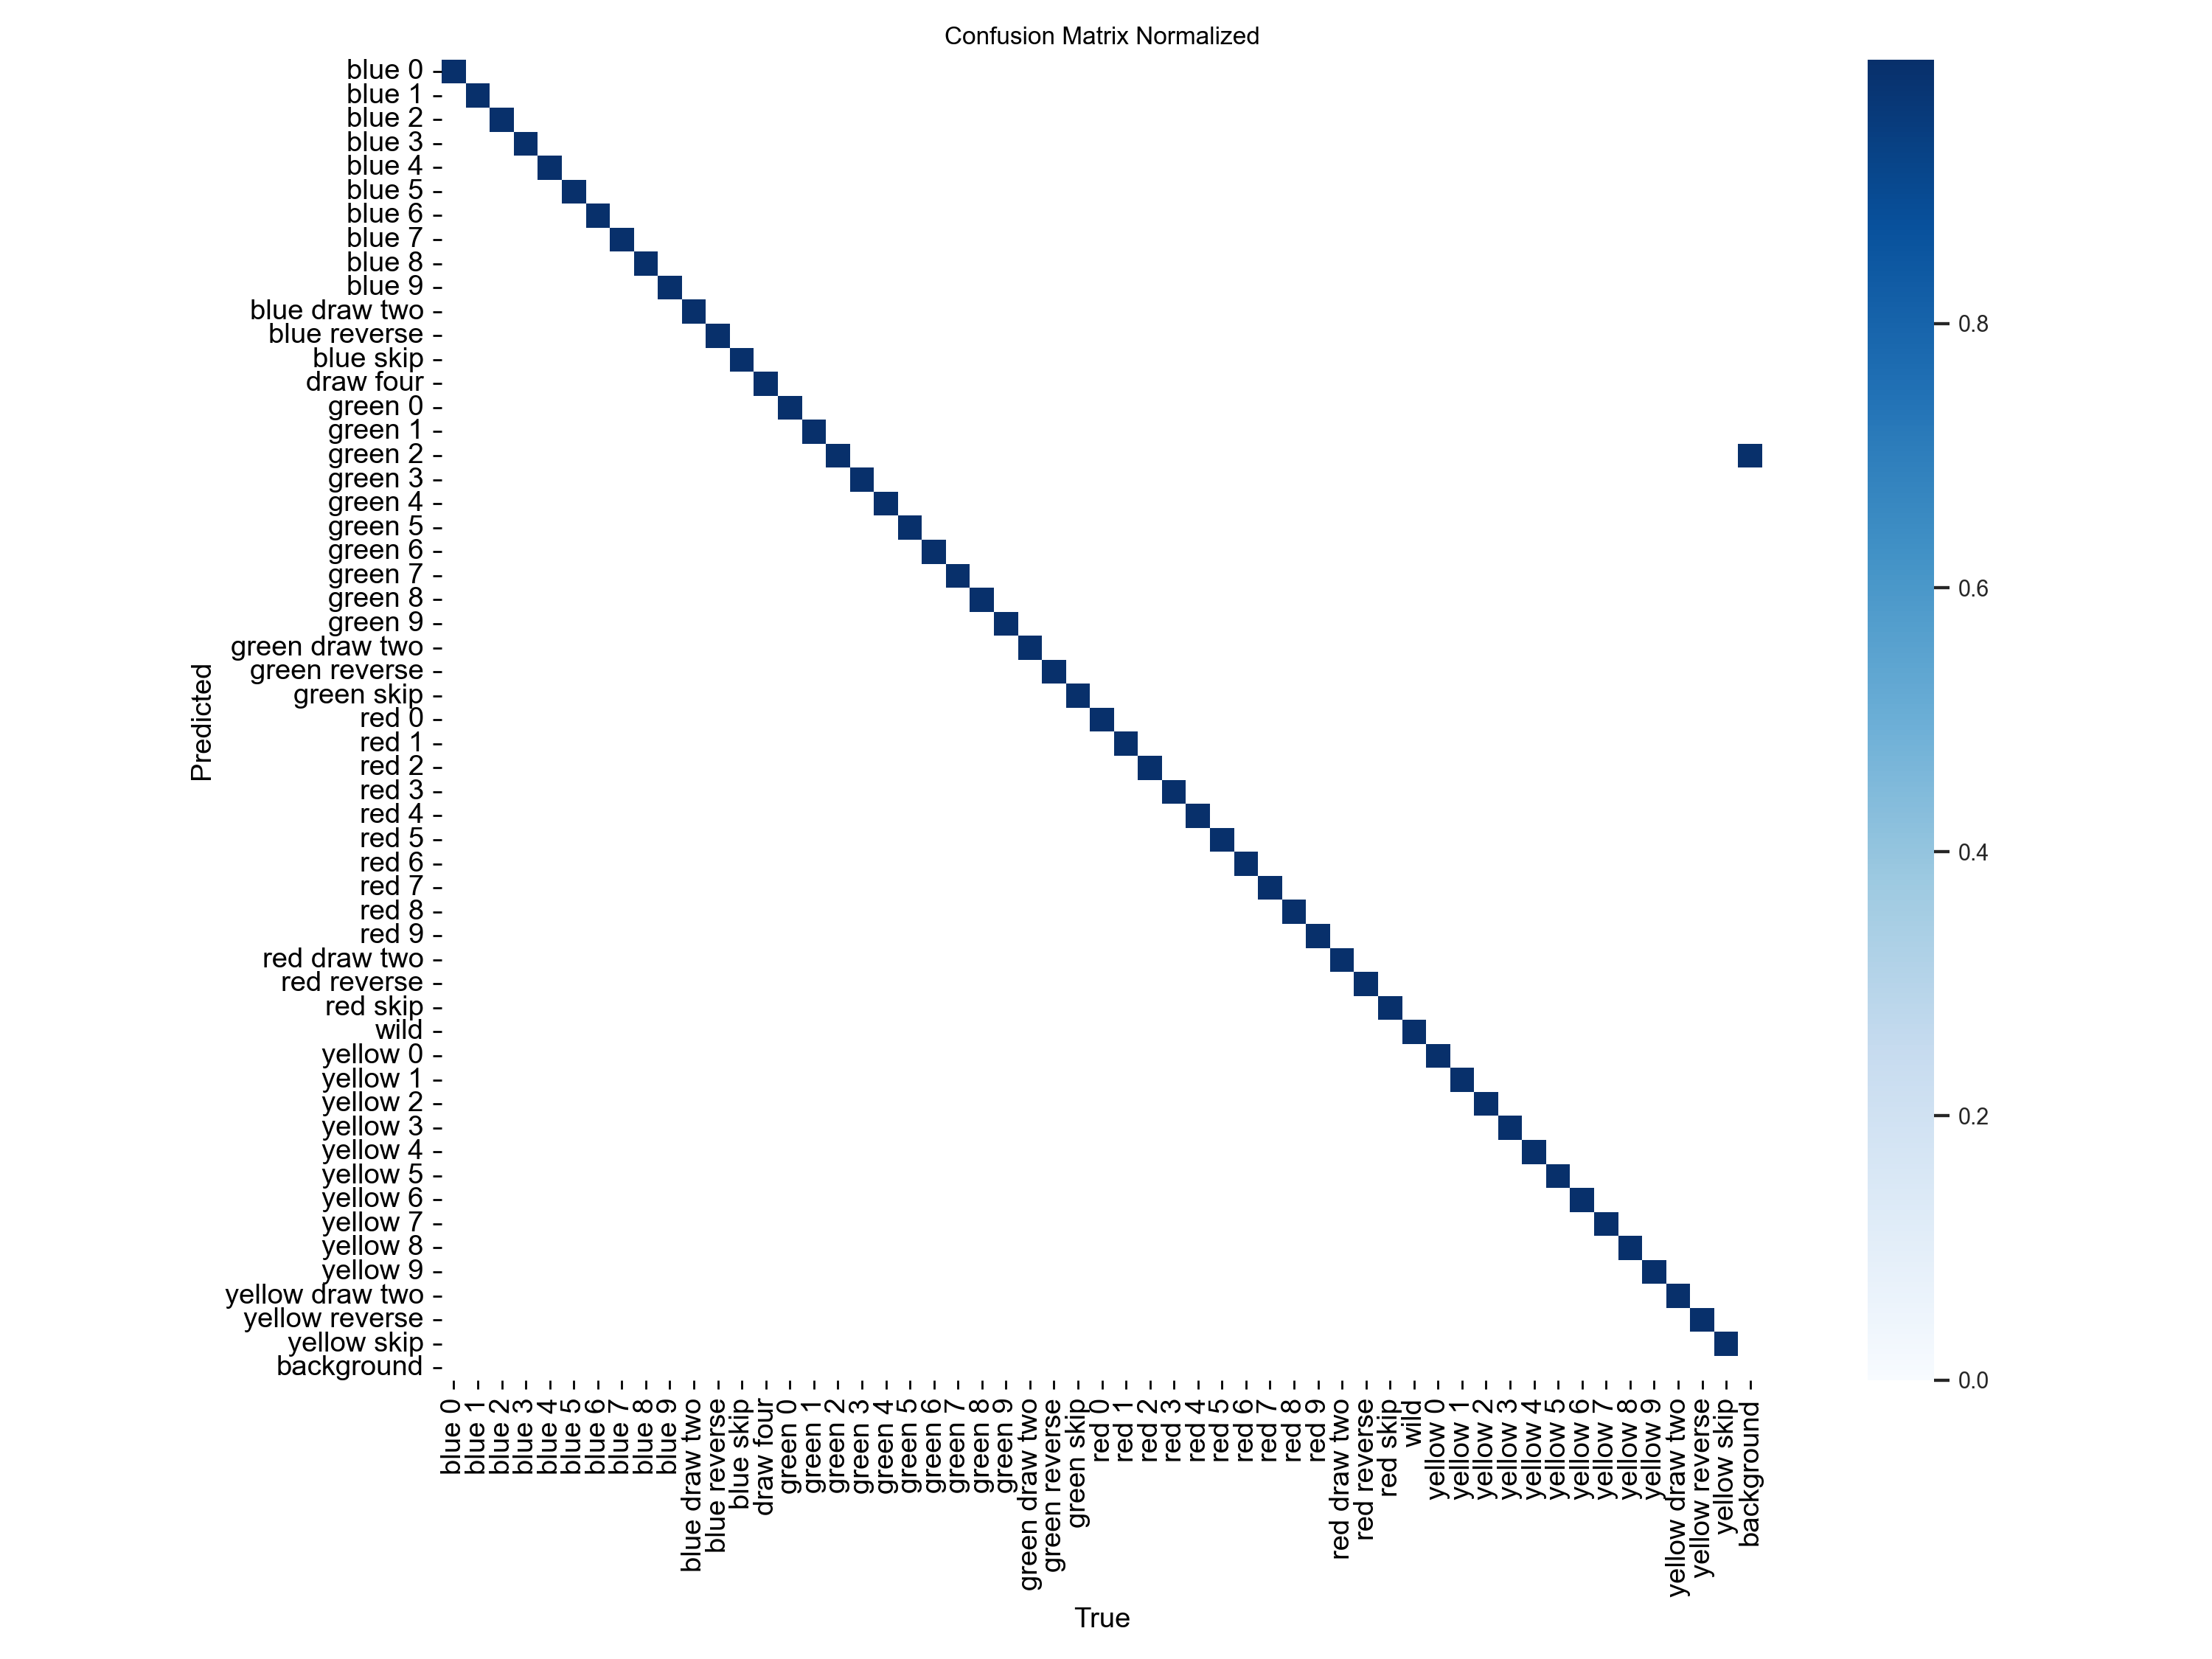 Confusion Matrix Normalized
blue 0
blue 1
blue 2
blue 3
blue 4
blue 5
blue 6
blue 7
blue 8
blue 9
blue draw two
blue reverse
blue skip
draw four
green 0
green 1
green 2
green 3
green 4
green 5
green 6
green 7
green 8
green 9
green draw two
green reverse
green skip
red 0
red 1
red 2
red 3
red 4
red 5
red 6
red 7
red 8
red 9
red draw two
red reverse
red skip
wild
yellow 0
yellow 1
yellow 2
yellow 3
yellow 4
yellow 5
yellow 6
yellow 7
yellow 8
yellow 9
yellow draw two
yellow reverse
yellow skip
background
Predicted
blue 0
blue 1
blue 2
blue 3
blue 4
blue 5
blue 6
blue 7
blue 8
blue 9
blue draw two
blue reverse
blue skip
draw four
green 0
green 1
green 2
green 3
green 4
green 5
green 6
green 7
green 8
green 9
green draw two
green reverse
green skip
red 0
red 1
red 2
red 3
red 4
red 5
red 6
red 7
red 8
red 9
red draw two
red reverse
red skip
wild
yellow 0
yellow 1
yellow 2
yellow 3
yellow 4
yellow 5
yellow 6
yellow 7
yellow 8
yellow 9
yellow draw two
yellow reverse
yellow skip
background
True
0.8
0.6
0.4
0.2
0.0